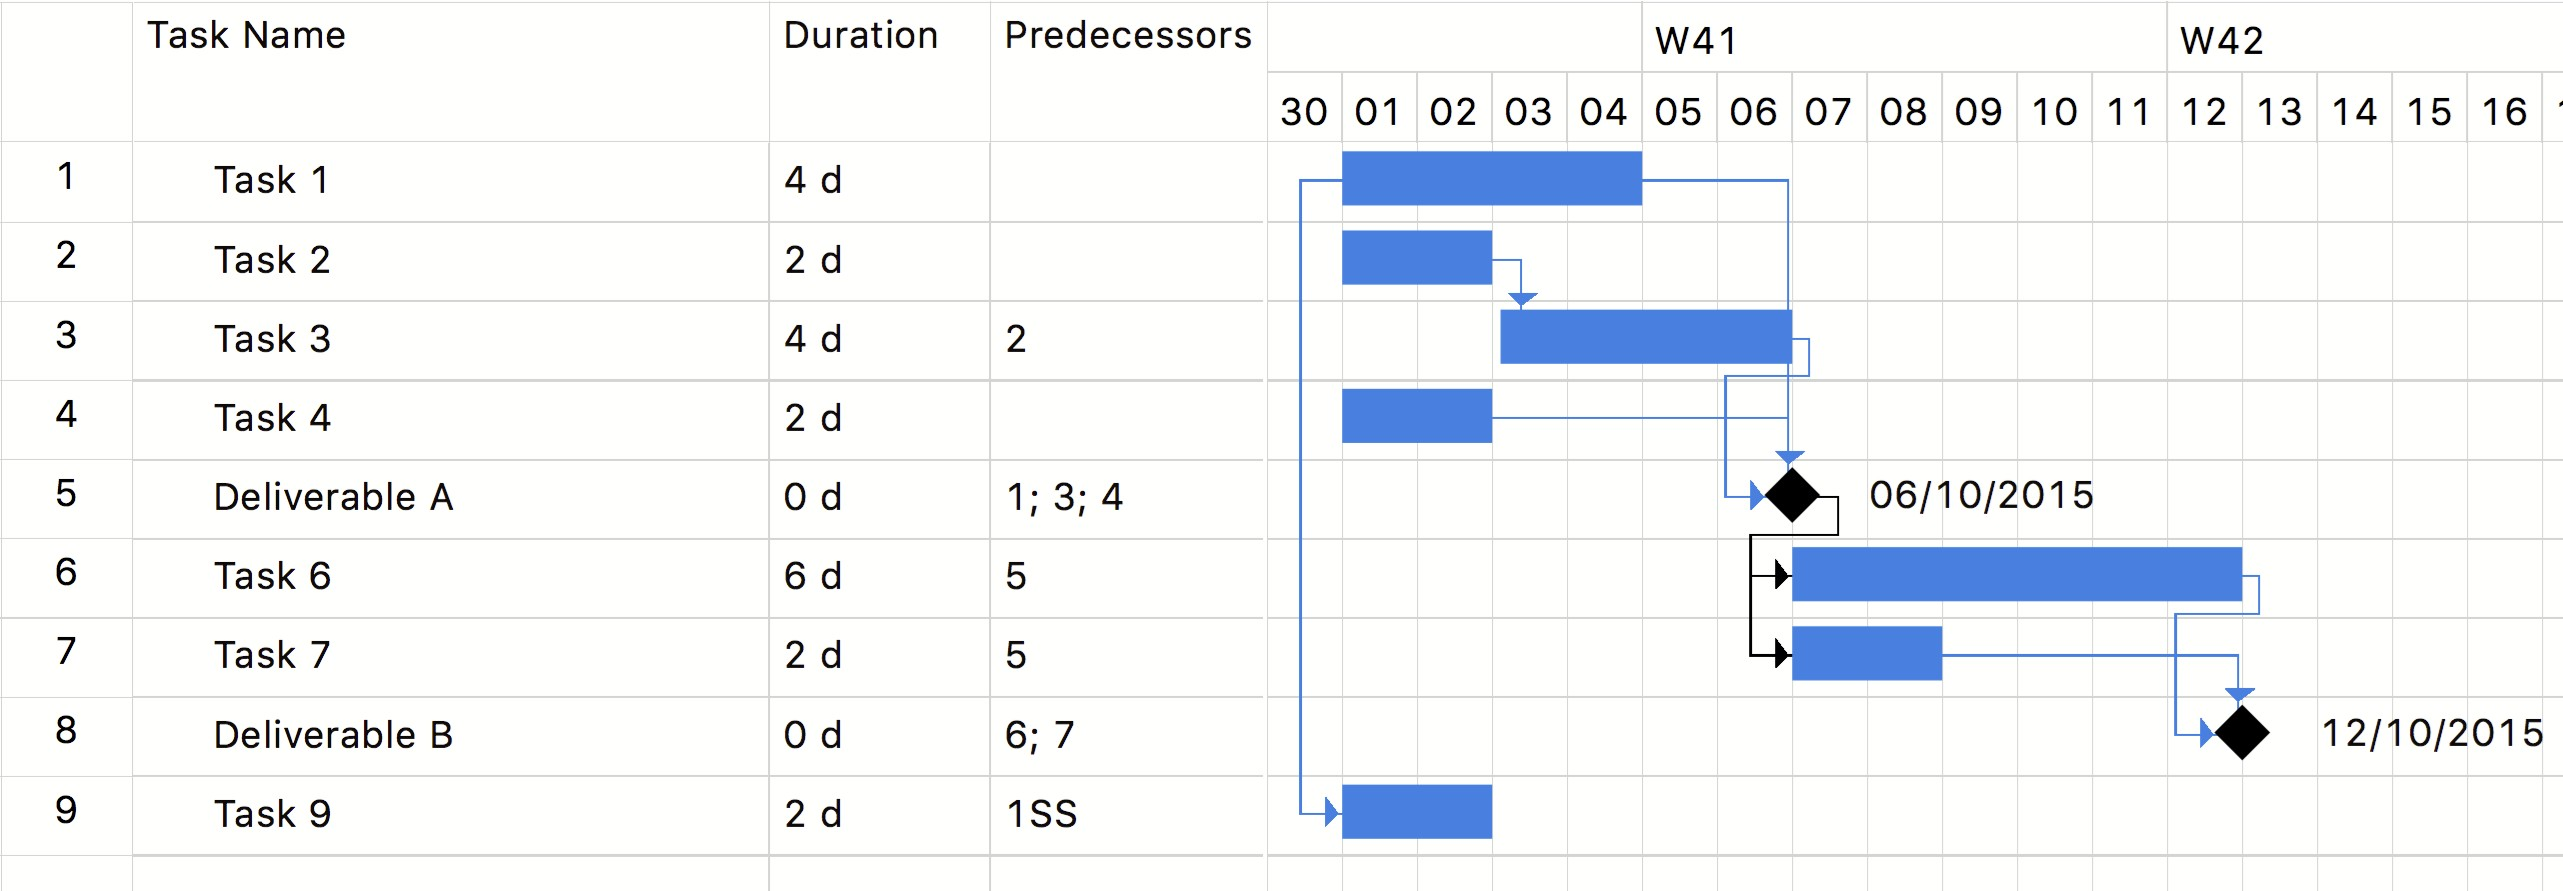 Task Name Duration Predecessors W41 W42
30 01 02 03 04 05 06 07 08 09 10 11 12 13 14 15 16
1 Task 1 4 d
2 Task 2 2 d
3 Task 3 4 d 2
4 Task 4 2 d
5 Deliverable A 0 d 1; 3; 4 06/10/2015
6 Task 6 6 d 5
7 Task 7 2 d 5
8 Deliverable B 0 d 6; 7 12/10/2015
9 Task 9 2 d 1SS